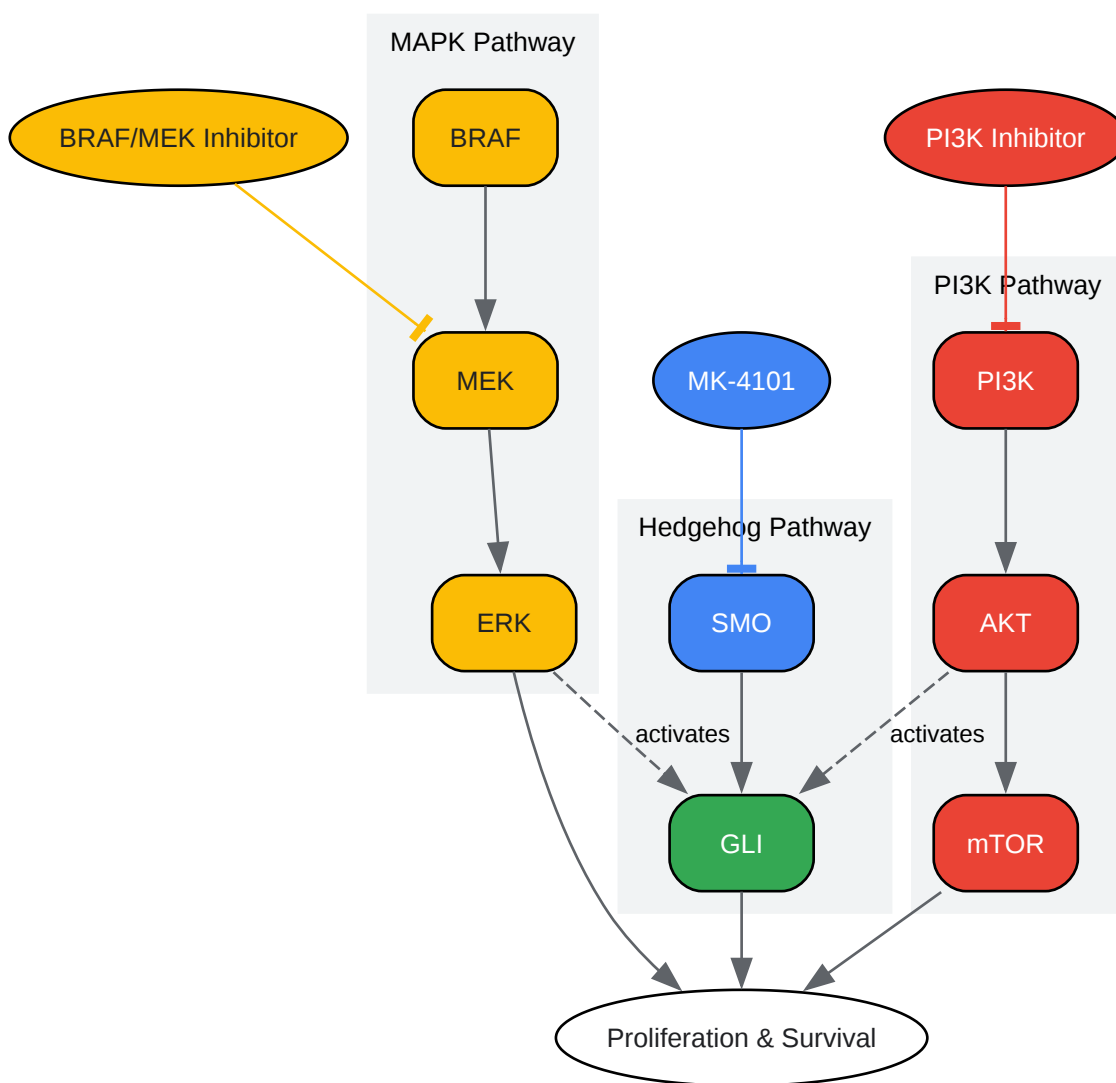 MAPK Pathway
BRAF/MEK Inhibitor
BRAF
PI3K Inhibitor
PI3K Pathway
MEK
MK-4101
PI3K
Hedgehog Pathway
ERK
SMO
AKT
activates
activates
GLI
mTOR
Proliferation & Survival